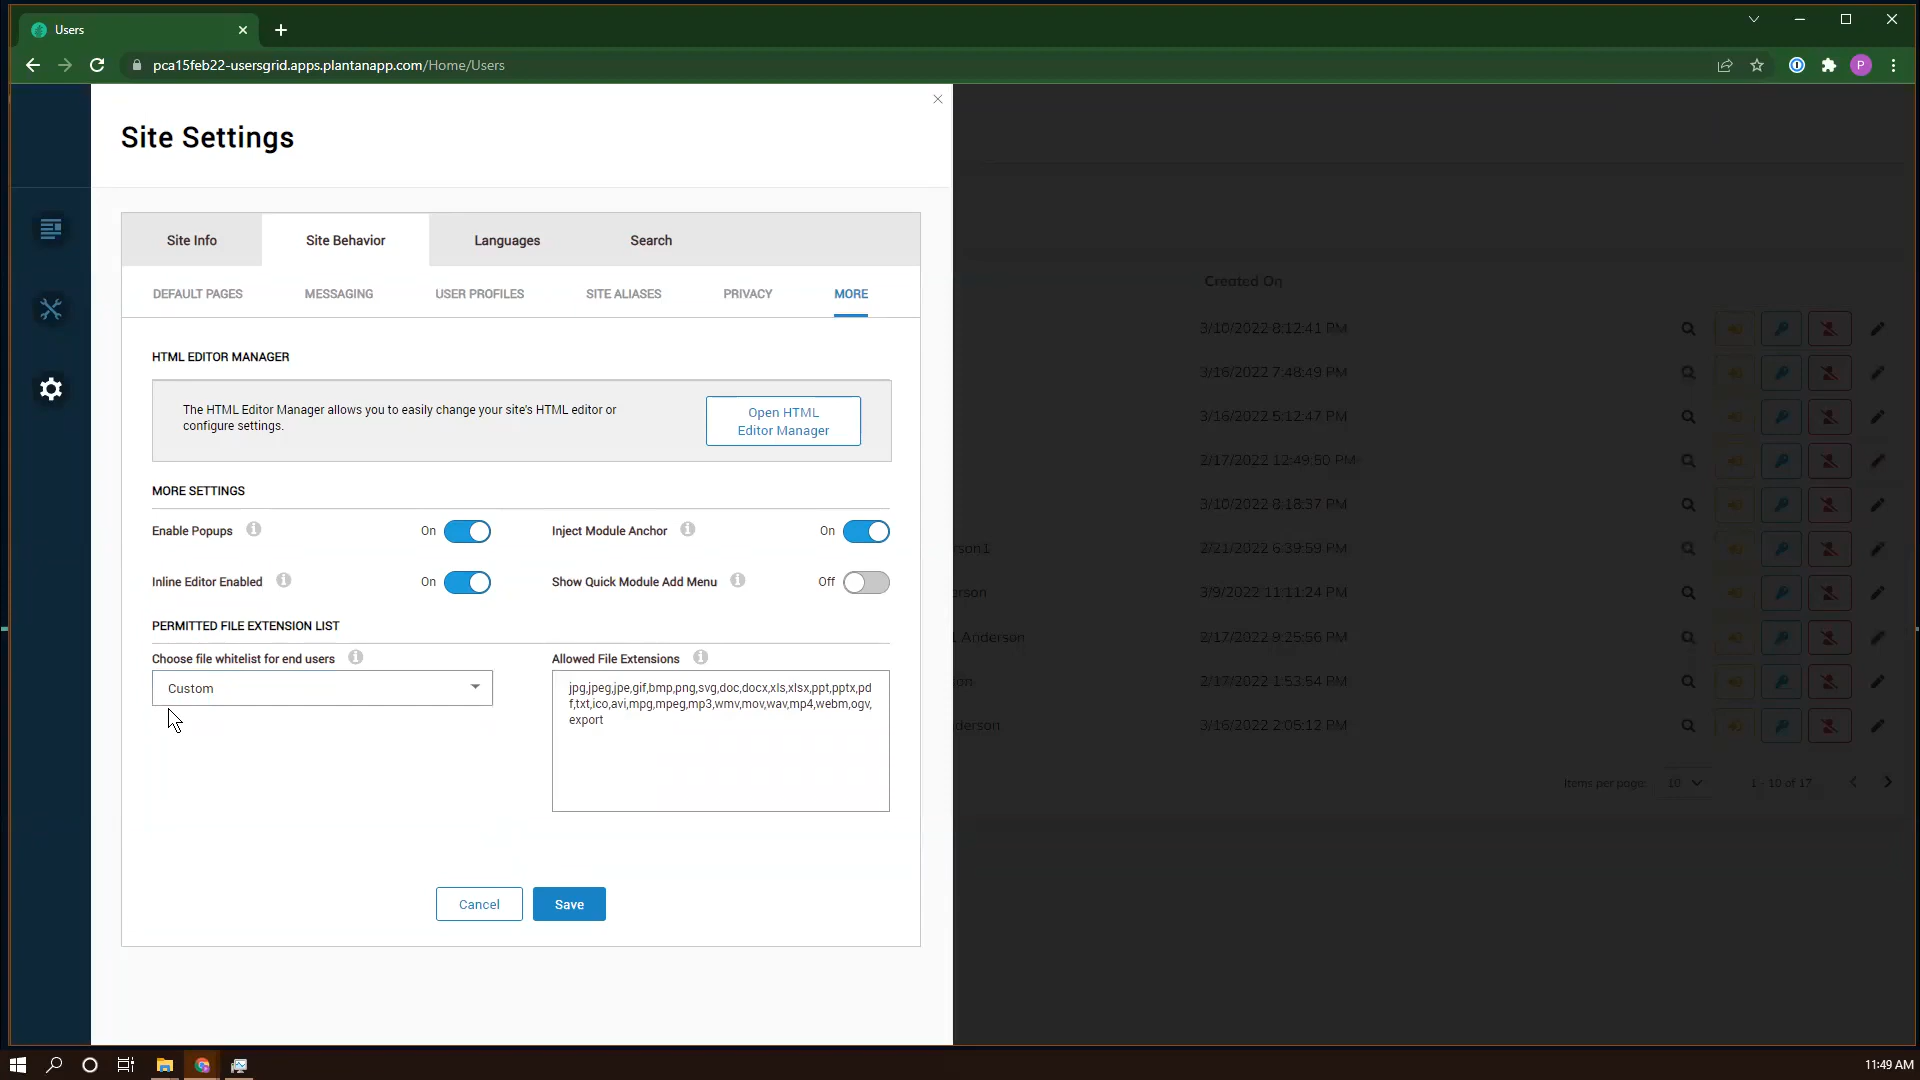 Users
pca15feb22-usersgrid.apps.plantanapp.com/Home/Users
P
Site Settings
Site Info
Site Behavior
Languages
Search
DEFAULT PAGES
MESSAGING
USER PROFILES
SITE ALIASES
PRIVACY
MORE
HTML EDITOR MANAGER
The HTML Editor Manager allows you to easily change your site's HTML editor or
configure settings.
Open HTML
Editor Manager
MORE SETTINGS
Enable Popups
On
Inject Module Anchor
On
Inline Editor Enabled
On
Show Quick Module Add Menu
Off
PERMITTED FILE EXTENSION LIST
Choose file whitelist for end users
Allowed File Extensions
Custom
jpg,jpeg,jpe,gif,bmp,png,svg,doc,docx,xls,xlsx,ppt,pptx,pd
f,txt,ico,avi,mpg,mpeg,mp3,wmv,mov,wav,mp4,webm,ogv,
export
Cancel
Save
Created On
3/10/2022 8:12:41 PM
3/16/2022 7:48:49 PM
3/16/2022 5:12:47 PM
2/17/2022 12:49:50 PM
3/10/2022 8:18:37 PM
rson1
2/21/2022 6:39:59 PM
erson
3/9/2022 11:11:24 PM
1 Anderson
2/17/2022 9:25:56 PM
on
2/17/2022 1:53:54 PM
derson
3/16/2022 2:05:12 PM
Items per page:
10
1 - 10 of 17
11:49 AM